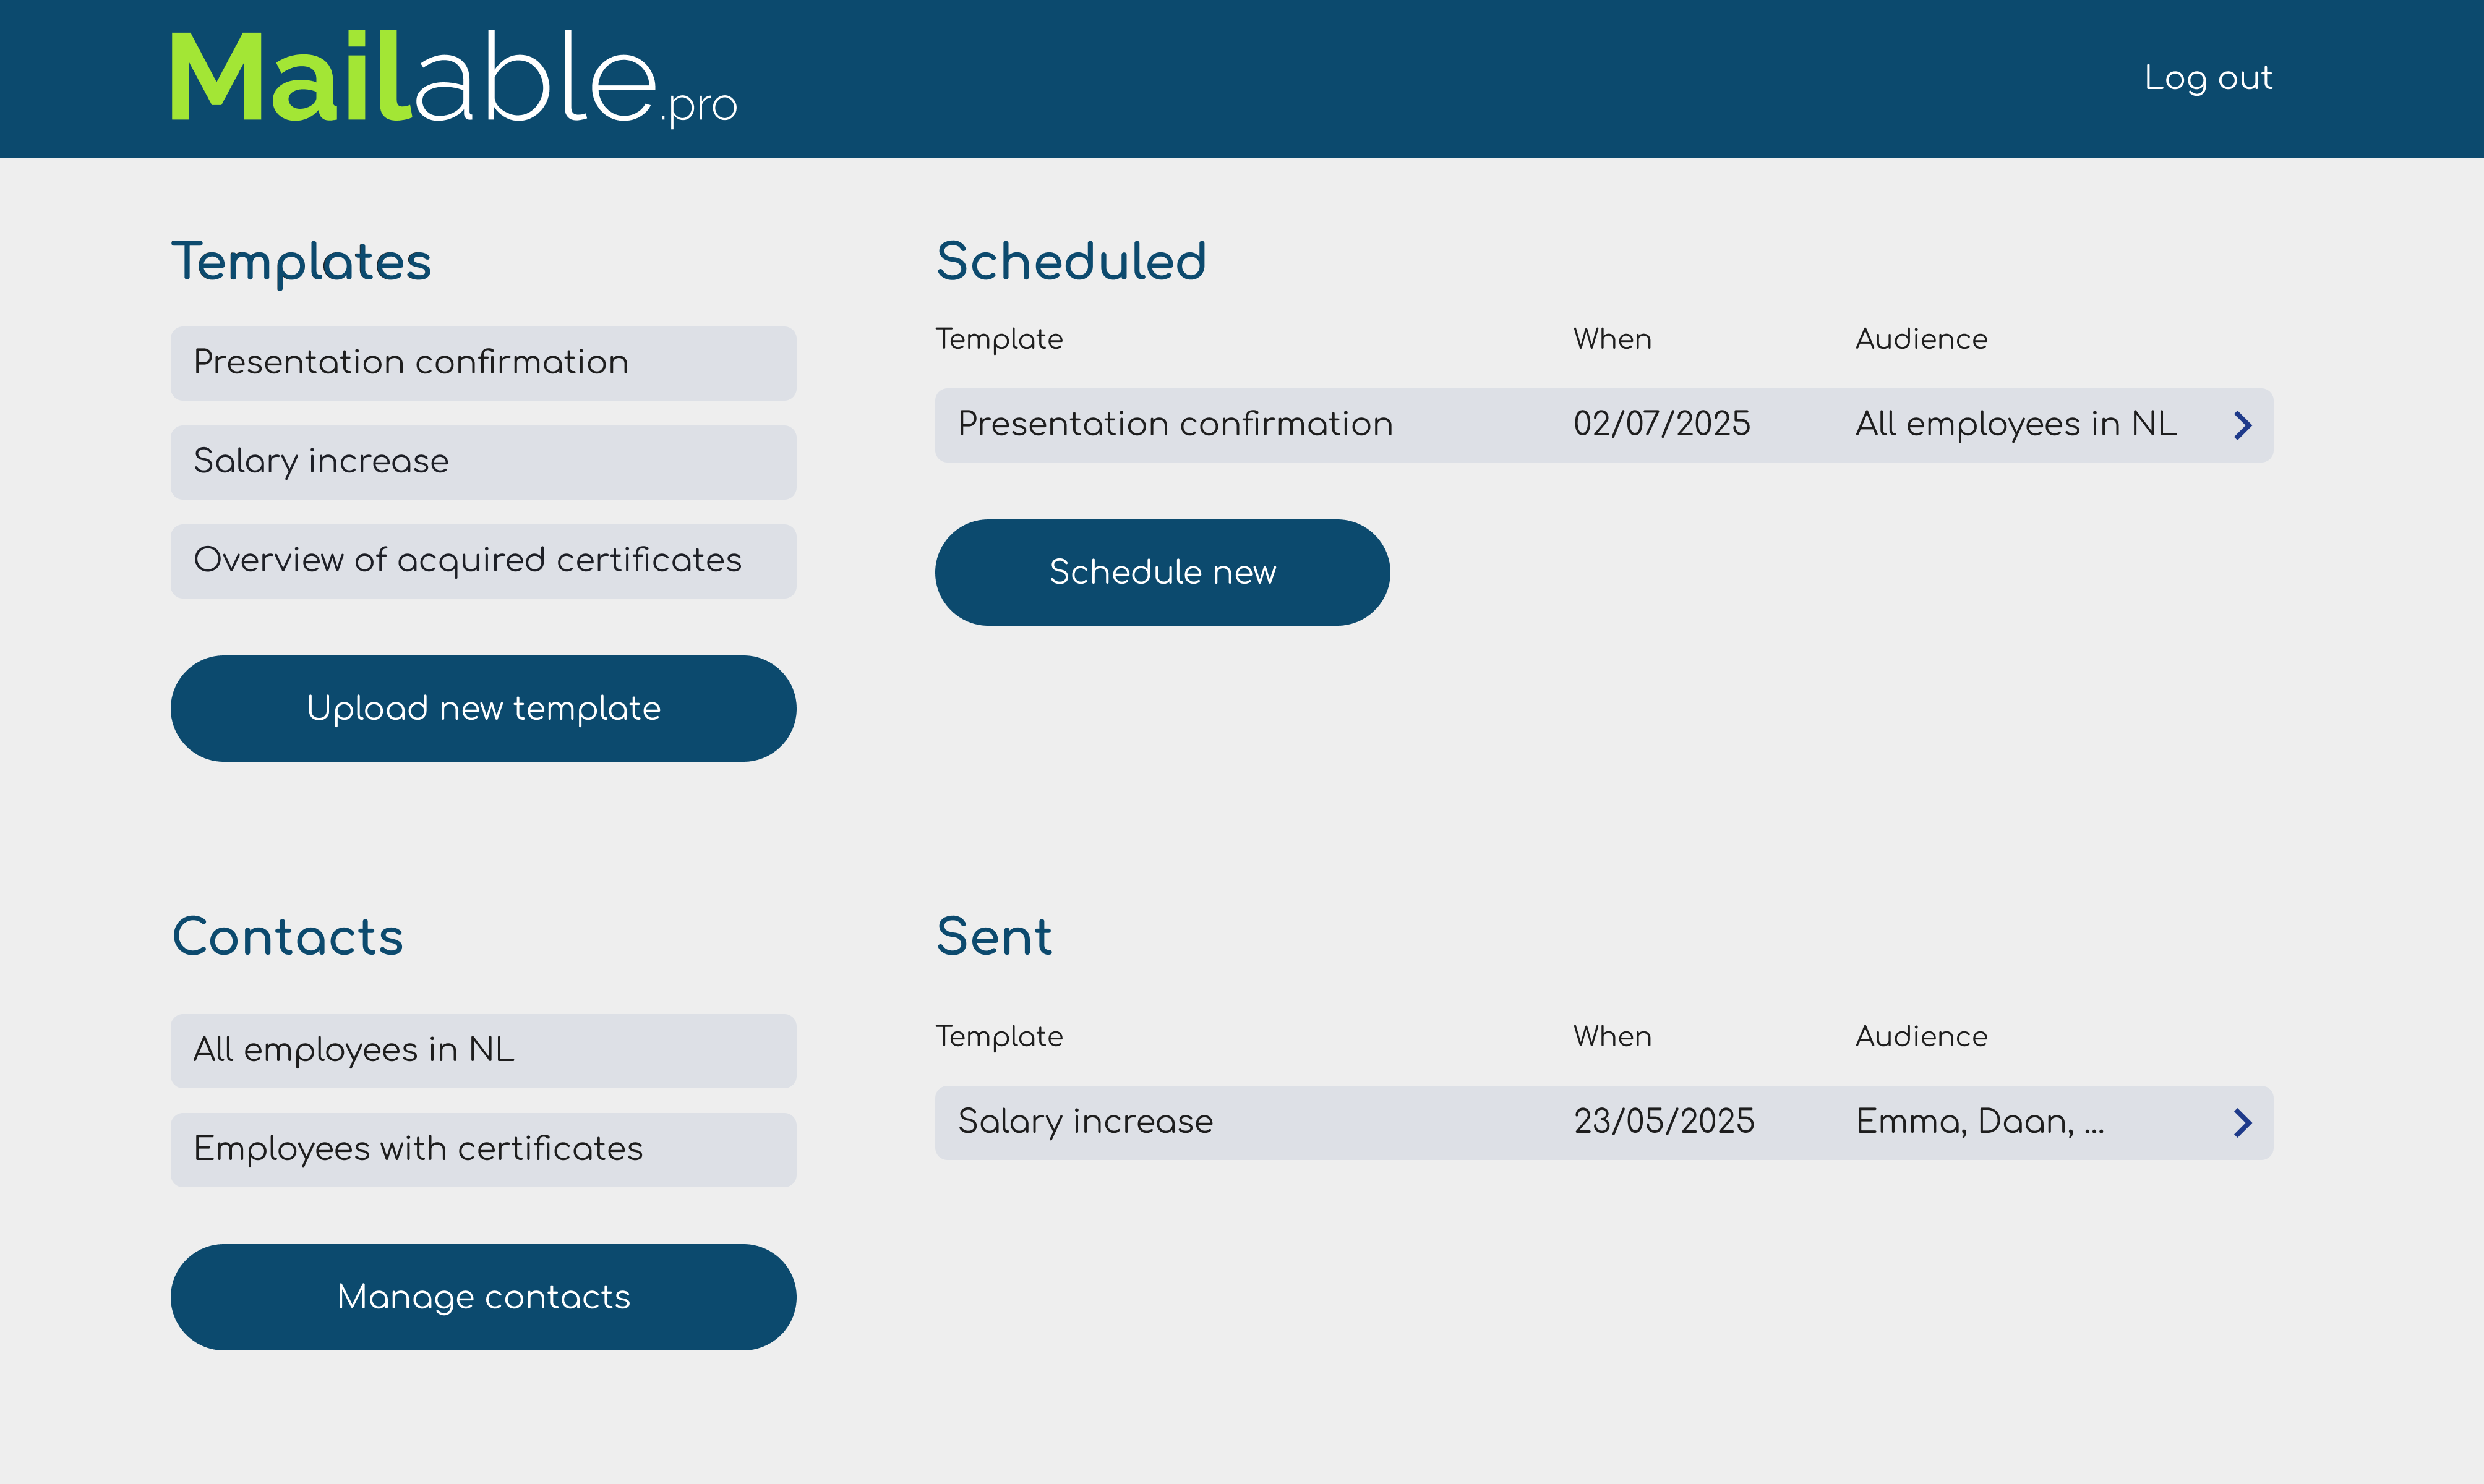 Mailable.pro
Log out
Templates
Presentation confirmation
Salary increase
Overview of acquired certificates
Upload new template
Scheduled
Template When Audience
Presentation confirmation 02/07/2025 All employees in NL
Schedule new
Contacts
All employees in NL
Employees with certificates
Manage contacts
Sent
Template When Audience
Salary increase 23/05/2025 Emma, Daan, ...